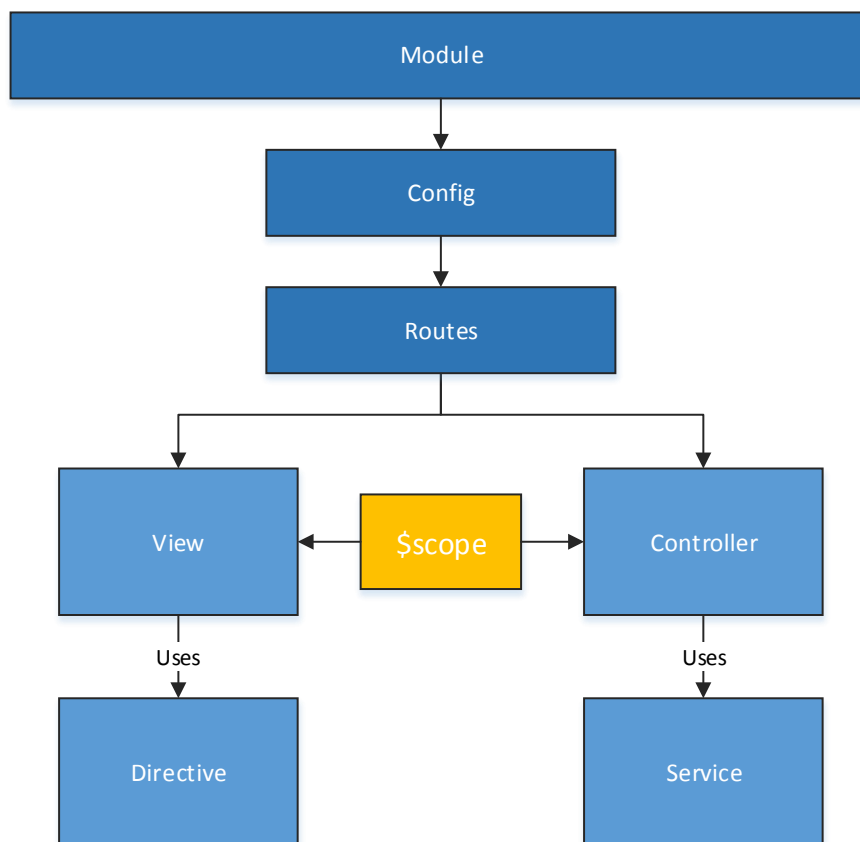 Module
Config
Routes
View
$scope
Controller
Uses
Uses
Directive
Service